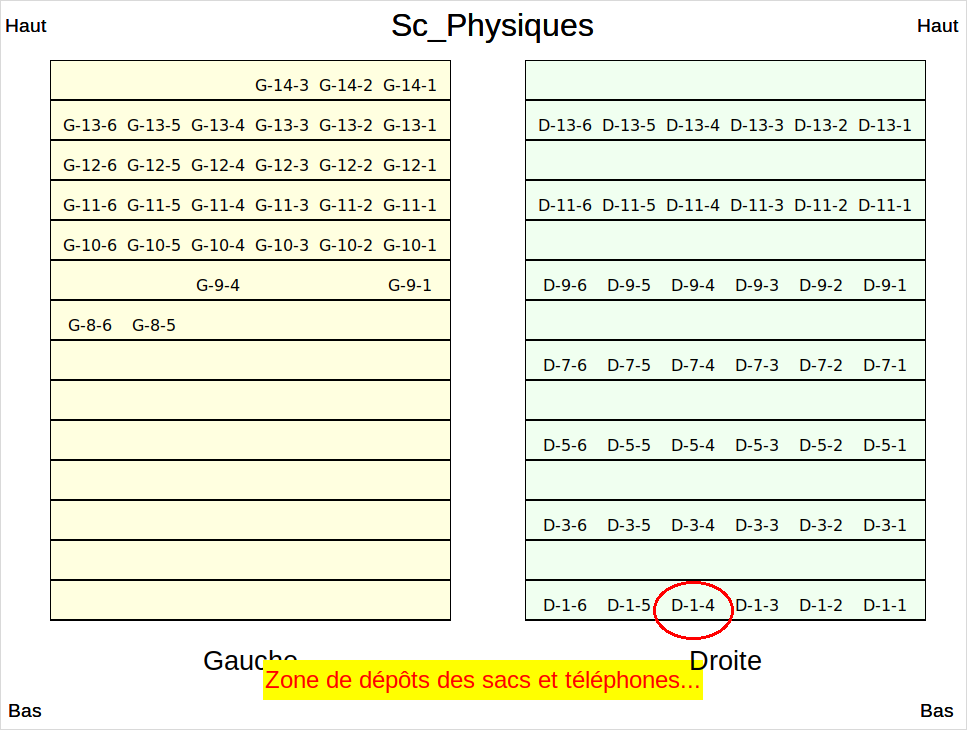 Sc_Physiques
Haut
Haut
G-14-3 G-14-2 G-14-1
G-13-6 G-13-5 G-13-4 G-13-3 G-13-2 G-13-1
G-12-6 G-12-5 G-12-4 G-12-3 G-12-2 G-12-1
G-11-6 G-11-5 G-11-4 G-11-3 G-11-2 G-11-1
G-10-6 G-10-5 G-10-4 G-10-3 G-10-2 G-10-1
G-9-4 G-9-1
G-8-6 G-8-5
D-13-6 D-13-5 D-13-4 D-13-3 D-13-2 D-13-1
D-11-6 D-11-5 D-11-4 D-11-3 D-11-2 D-11-1
D-9-6 D-9-5 D-9-4 D-9-3 D-9-2 D-9-1
D-7-6 D-7-5 D-7-4 D-7-3 D-7-2 D-7-1
D-5-6 D-5-5 D-5-4 D-5-3 D-5-2 D-5-1
D-3-6 D-3-5 D-3-4 D-3-3 D-3-2 D-3-1
D-1-6 D-1-5 D-1-4 D-1-3 D-1-2 D-1-1
Gauche
Droite
Zone de dépôts des sacs et téléphones...
Bas
Bas